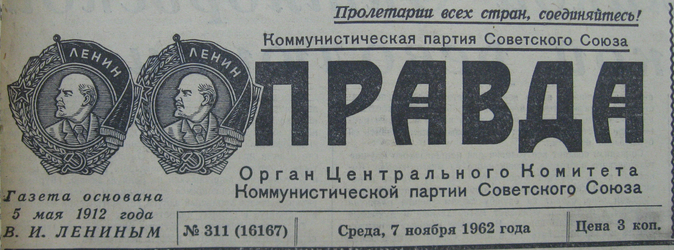 Пролетарии всех стран, соединяйтесь!
Коммунистическая партия Советского Союза
ЛЕНИН
ЛЕНИН
ПРАВДА
Орган Центрального Комитета
Коммунистической партии Советского Союза
Газета основана
5 мая 1912 года
В. И. ЛЕНИНЫМ
№ 311 (16167)
Среда, 7 ноября 1962 года
Цена 3 коп.